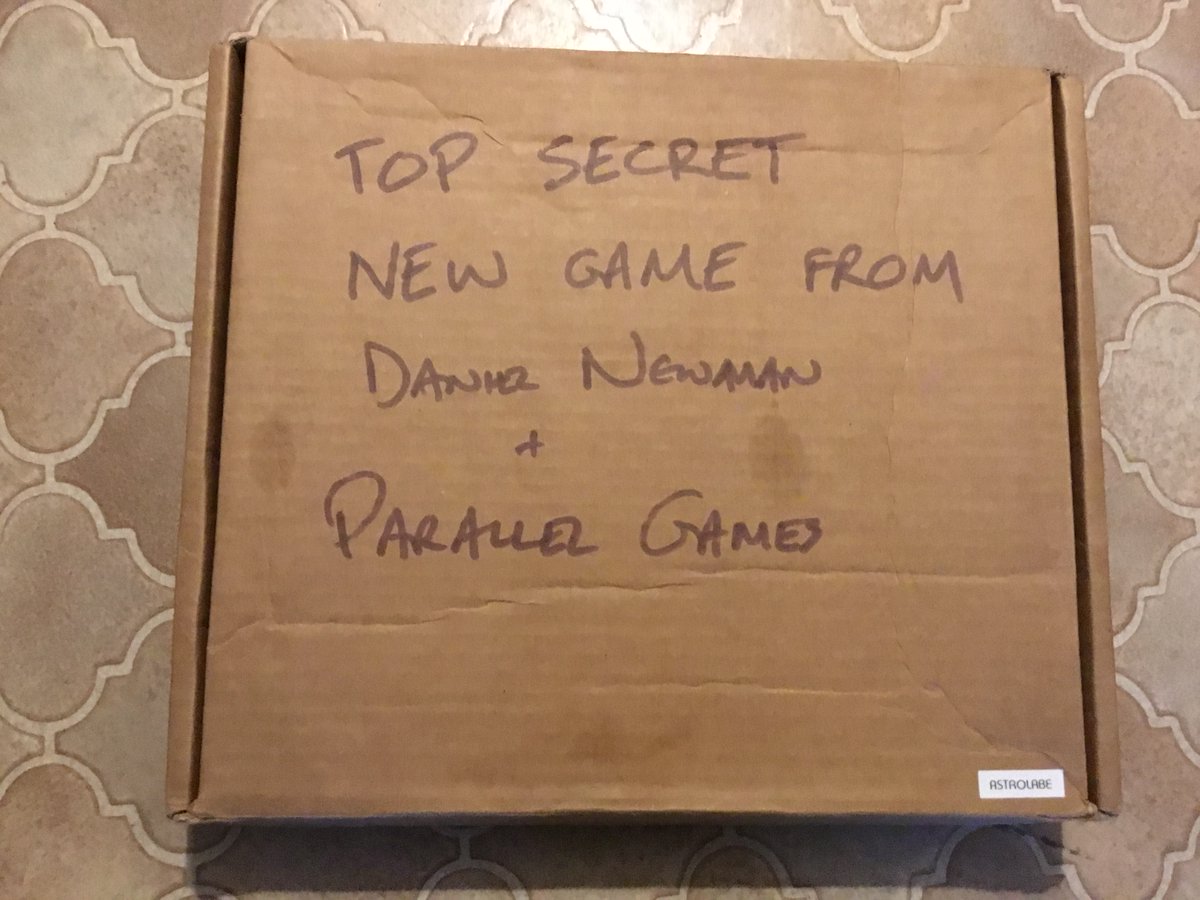 TOP SECRET
NEW GAME FROM
DANIEL NEWMAN
+
PARALLEL GAMES
ASTROLABE